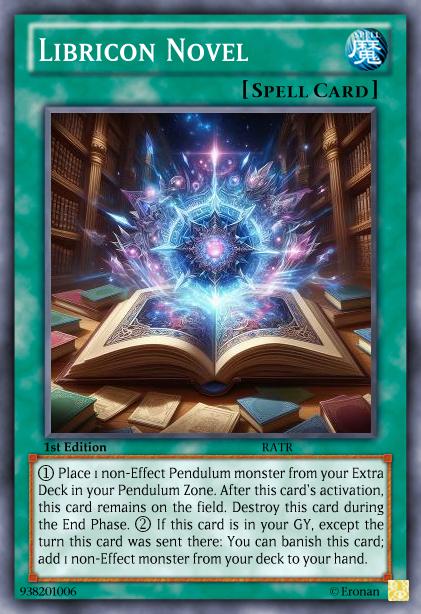 Libricon Novel
SPELL
魔
[Spell Card]
1st Edition
RATR
① Place 1 non-Effect Pendulum monster from your Extra
Deck in your Pendulum Zone. After this card's activation,
this card remains on the field. Destroy this card during
the End Phase. ② If this card is in your GY, except the
turn this card was sent there: You can banish this card;
add 1 non-Effect monster from your deck to your hand.
938201006
©Eronan